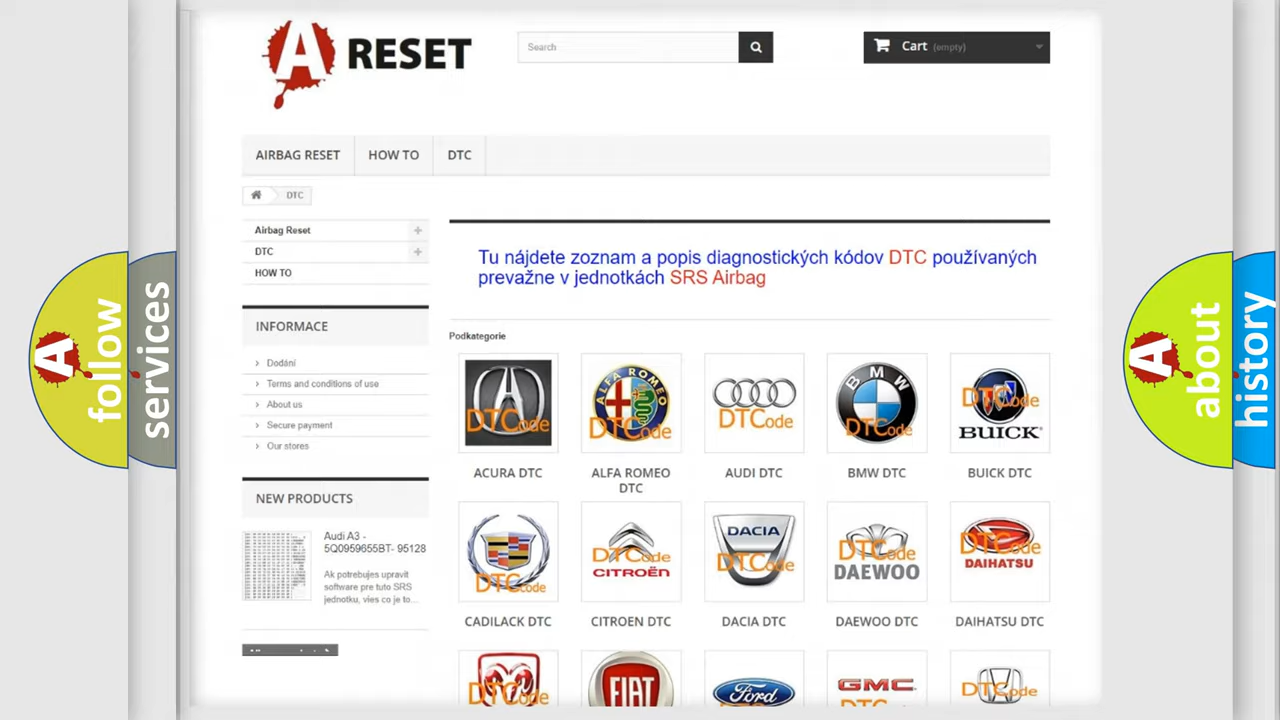 A RESET
Search
Cart (empty)
AIRBAG RESET
HOW TO
DTC
DTC
Airbag Reset
DTC
HOW TO
INFORMACE
Dodání
Terms and conditions of use
About us
Secure payment
Our stores
NEW PRODUCTS
Audi A3 -
5Q0959655BT- 95128
Ak potrebujes upravit
software pre tuto SRS
jednotku, vies co je to...
Tu nájdete zoznam a popis diagnostických kódov DTC používaných
prevažne v jednotkách SRS Airbag
Podkategorie
DTCode
ALFA ROMEO
DTCode
DTCode
BMW
DTCode
DTCode
BUICK
ACURA DTC
ALFA ROMEO
DTC
AUDI DTC
BMW DTC
BUICK DTC
DTCode
DTCode
CITROËN
DACIA
DTCode
DTCode
DAEWOO
DTCode
DAIHATSU
CADILACK DTC
CITROEN DTC
DACIA DTC
DAEWOO DTC
DAIHATSU DTC
DTCode
FIAT
Ford
GMC
DTCode
A follow
services
A about
history